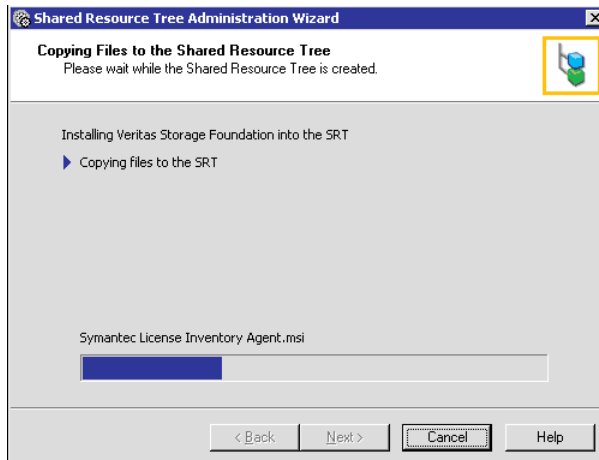 Shared Resource Tree Administration Wizard
Copying Files to the Shared Resource Tree
Please wait while the Shared Resource Tree is created.
Installing Veritas Storage Foundation into the SRT
Copying files to the SRT
Symantec License Inventory Agent.msi
< Back Next > Cancel Help